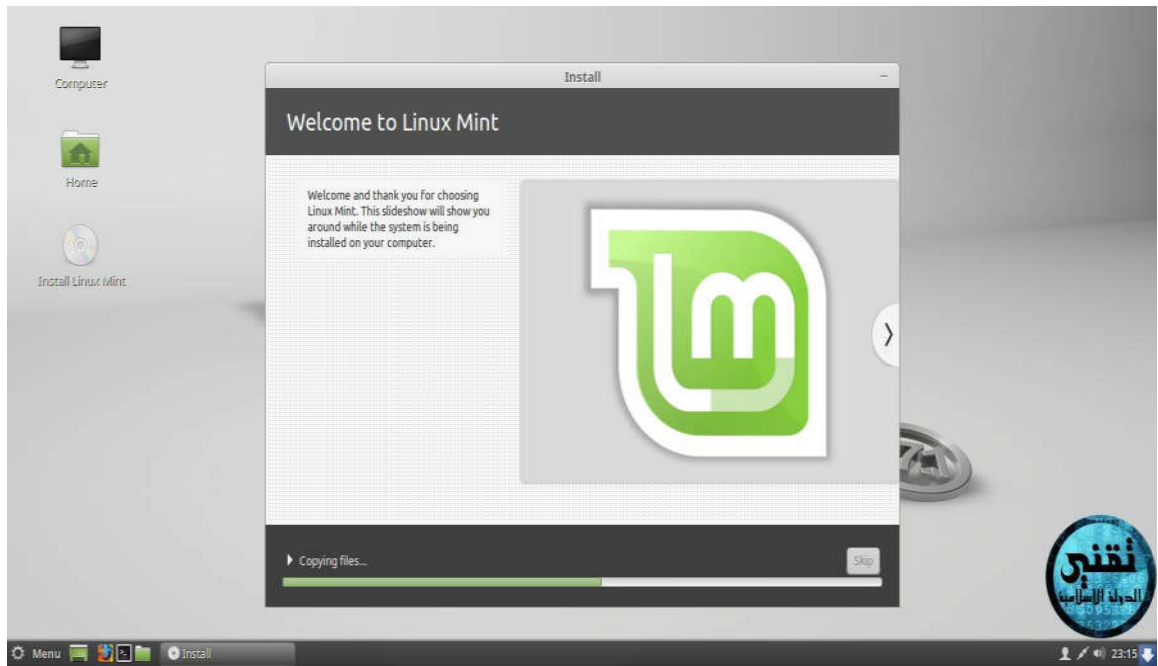 Computer
Home
Install Linux Mint
Install
Welcome to Linux Mint
Welcome and thank you for choosing
Linux Mint. This slideshow will show you
around while the system is being
installed on your computer.
Copying files...
Skip
تقني
الدولة الإسلامية
Menu
Install
23:15